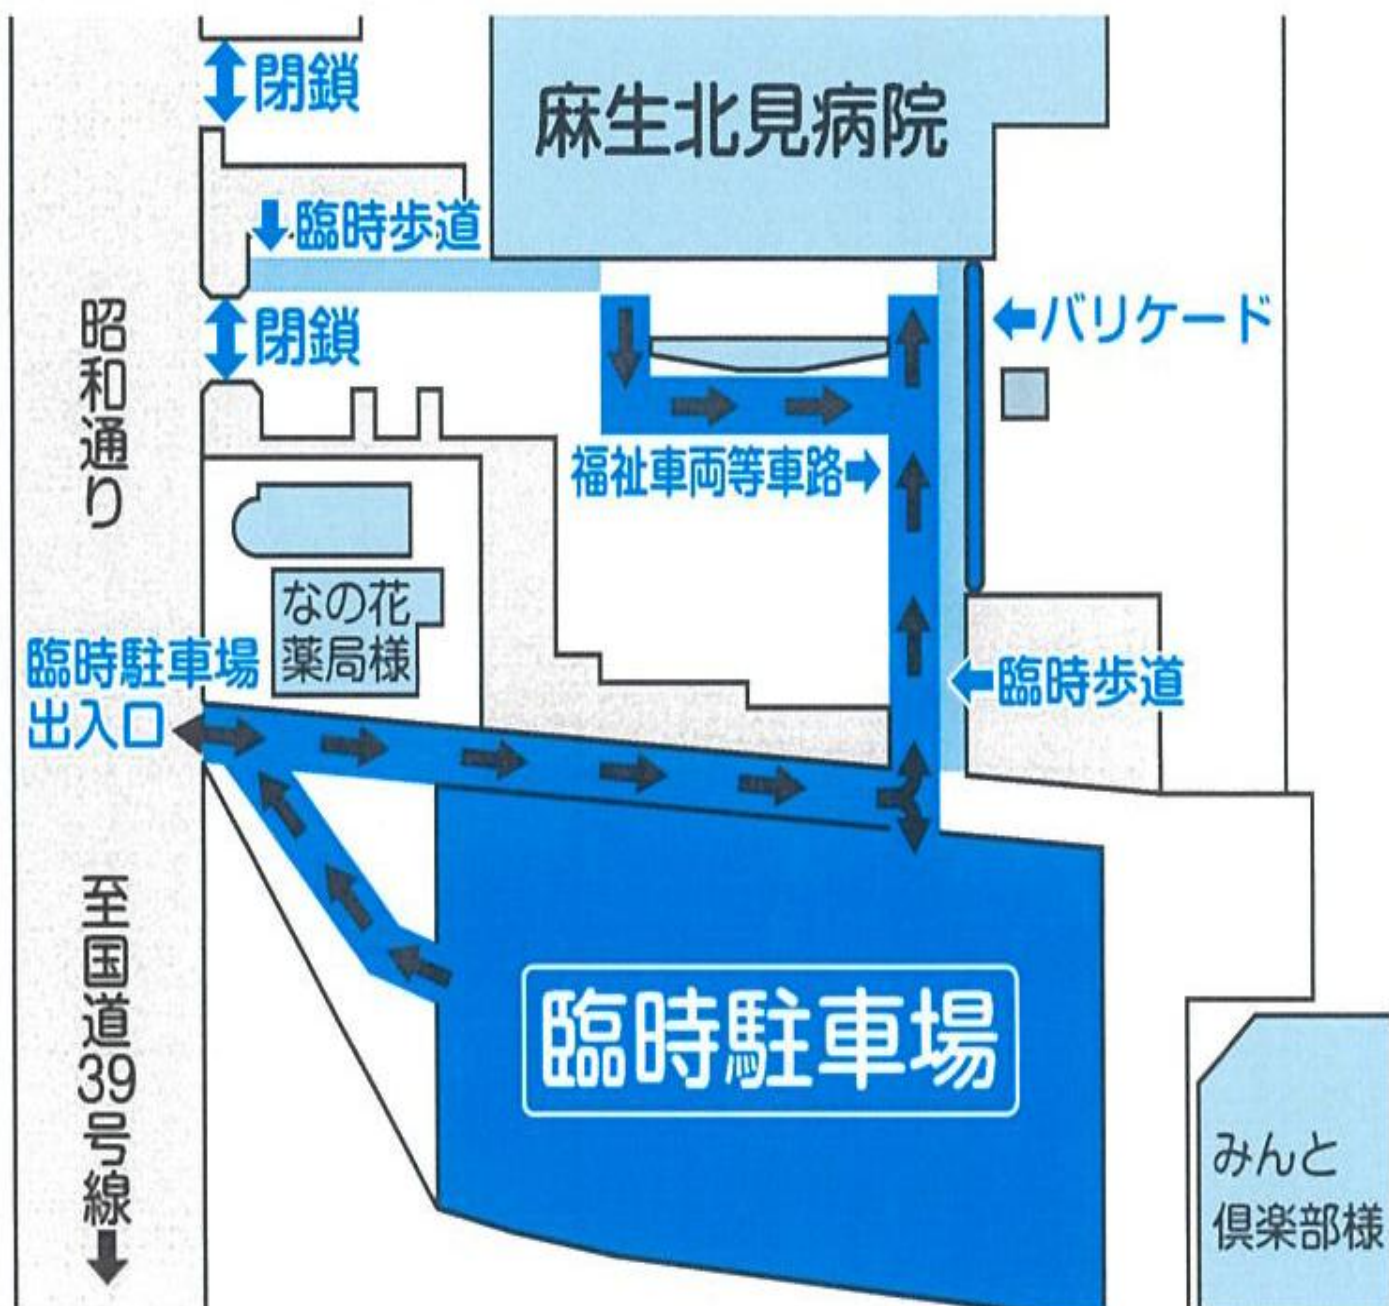 閉鎖
麻生北見病院
臨時歩道
閉鎖
バリケード
昭和通り
福祉車両等車路
なの花
薬局様
臨時駐車場
出入口
臨時歩道
至国道39号線
臨時駐車場
みんと
倶楽部様